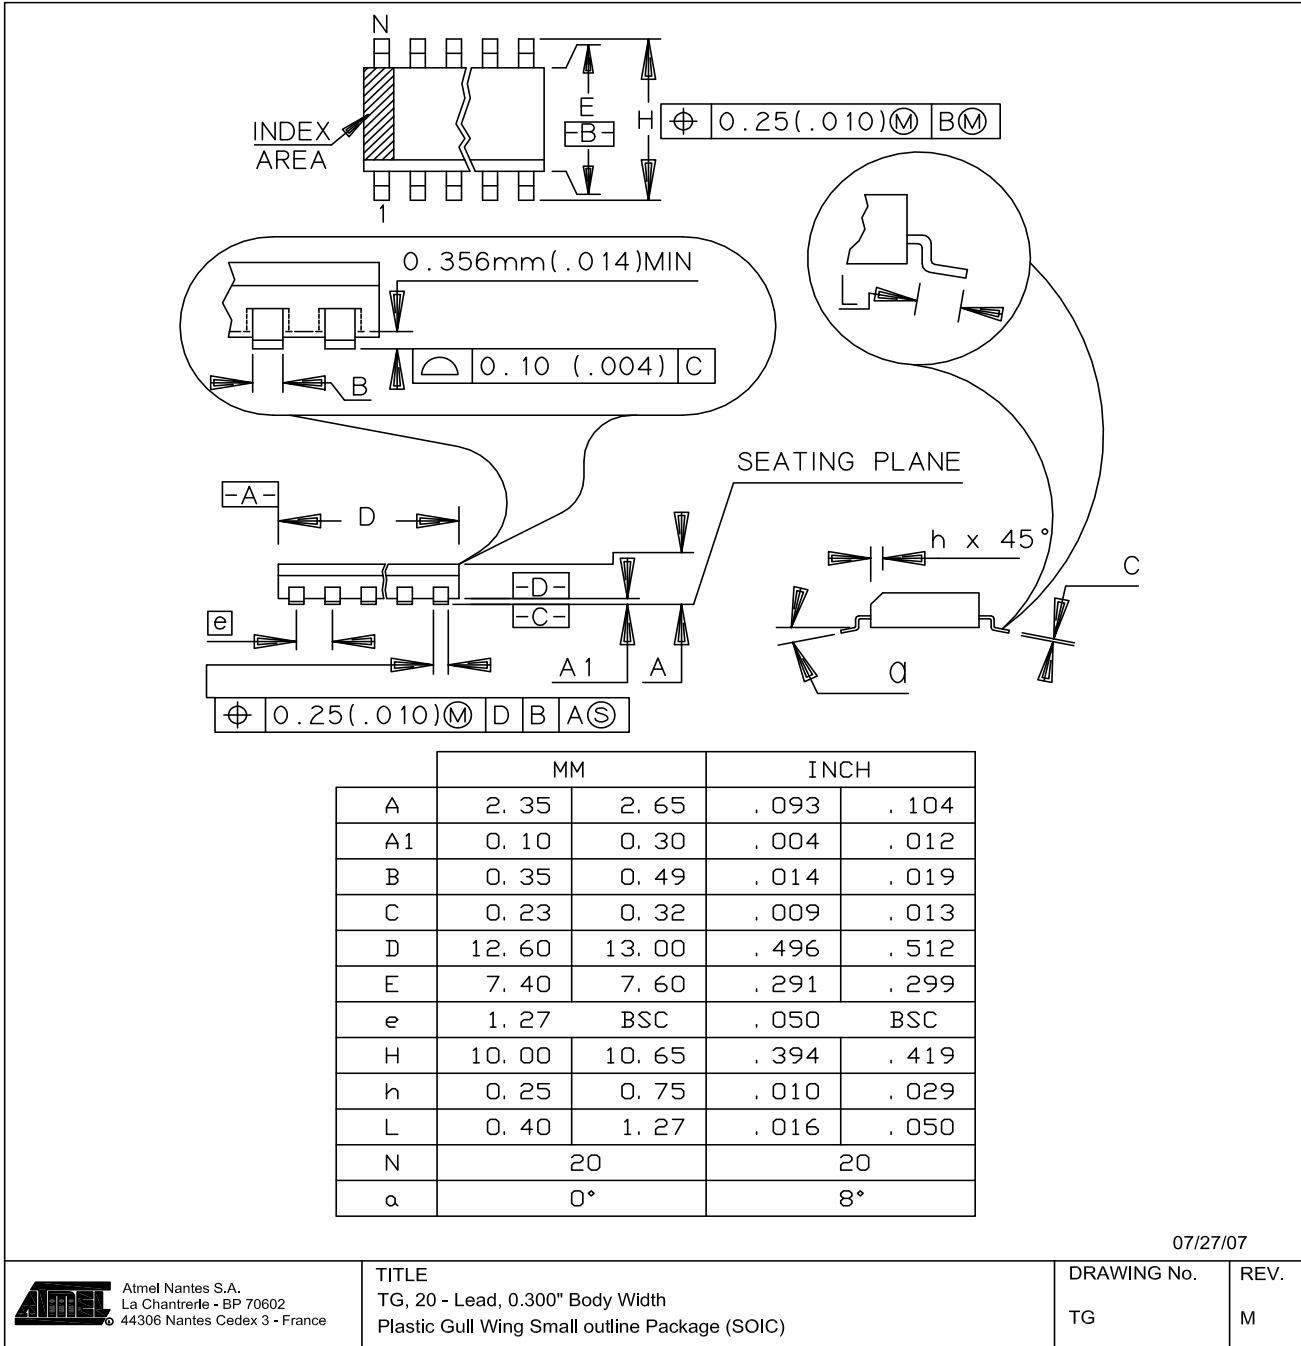 N
INDEX
AREA
1
E
-B-
H
0.25(.010)Ⓜ BⓂ
0.356mm(.014)MIN
B
0.10 (.004) C
L
SEATING PLANE
-A-
D
h x 45°
C
-D-
-C-
e
A1
A
a
0.25(.010)Ⓜ D B AⓈ
MM INCH
A 2.35 2.65 .093 .104
A1 0.10 0.30 .004 .012
B 0.35 0.49 .014 .019
C 0.23 0.32 .009 .013
D 12.60 13.00 .496 .512
E 7.40 7.60 .291 .299
e 1.27 BSC .050 BSC
H 10.00 10.65 .394 .419
h 0.25 0.75 .010 .029
L 0.40 1.27 .016 .050
N 20 20
a 0° 8°
07/27/07
ATMEL
Atmel Nantes S.A.
La Chantrerie - BP 70602
44306 Nantes Cedex 3 - France
TITLE
TG, 20 - Lead, 0.300" Body Width
Plastic Gull Wing Small outline Package (SOIC)
DRAWING No.
TG
REV.
M